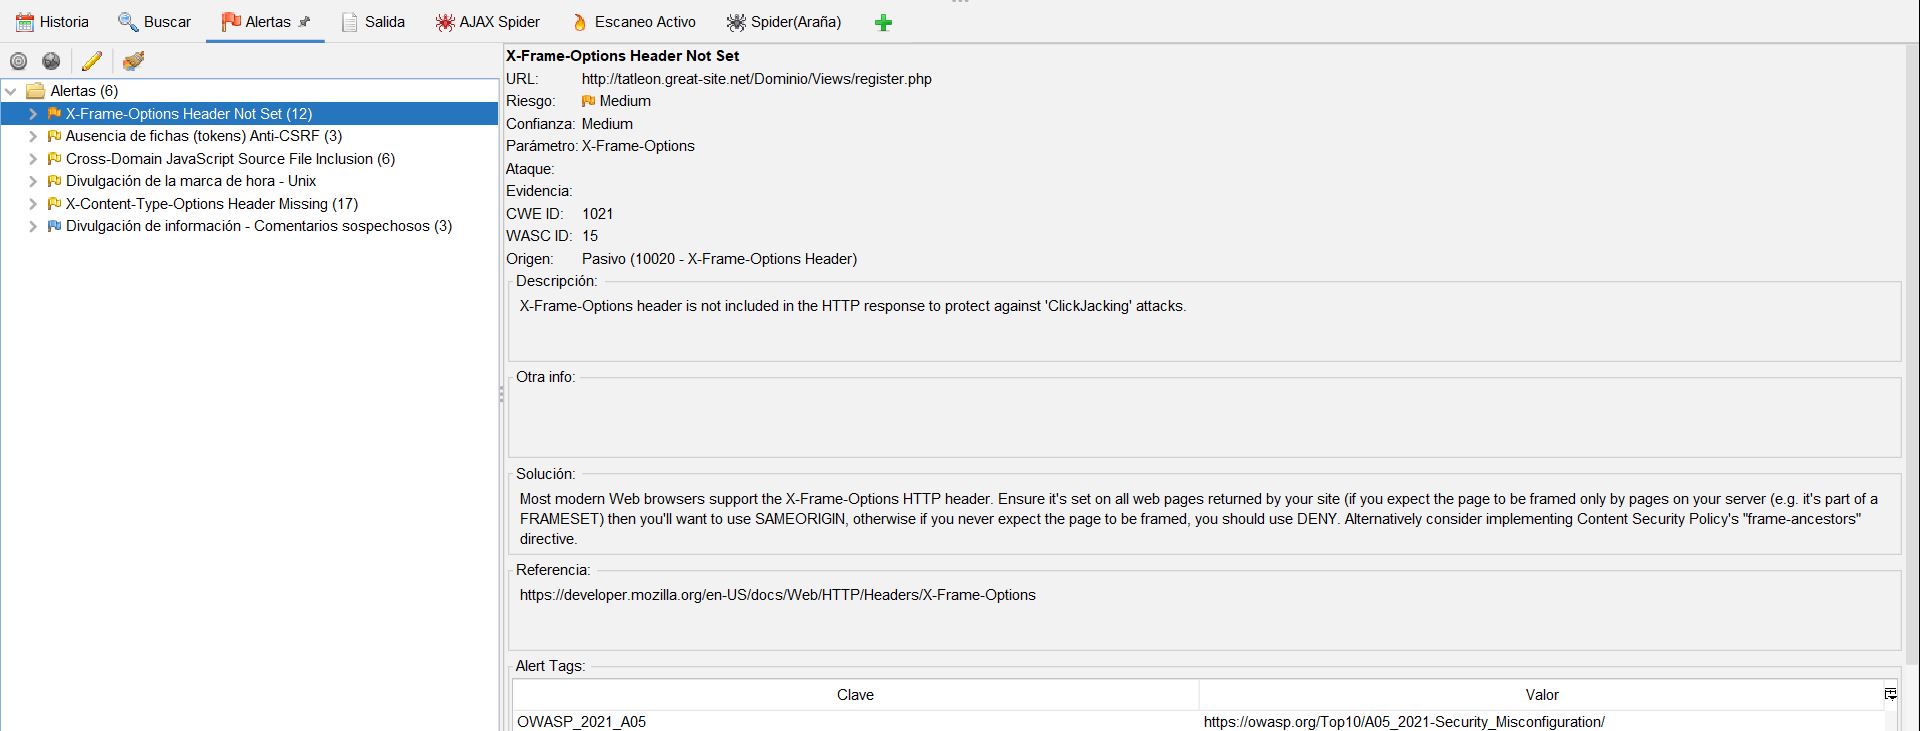 Historia Buscar Alertas Salida AJAX Spider Escaneo Activo Spider(Araña)
Alertas (6)
X-Frame-Options Header Not Set (12)
Ausencia de fichas (tokens) Anti-CSRF (3)
Cross-Domain JavaScript Source File Inclusion (6)
Divulgación de la marca de hora - Unix
X-Content-Type-Options Header Missing (17)
Divulgación de información - Comentarios sospechosos (3)
X-Frame-Options Header Not Set
URL: http://tatleon.great-site.net/Dominio/Views/register.php
Riesgo: Medium
Confianza: Medium
Parámetro: X-Frame-Options
Ataque:
Evidencia:
CWE ID: 1021
WASC ID: 15
Origen: Pasivo (10020 - X-Frame-Options Header)
Descripción:
X-Frame-Options header is not included in the HTTP response to protect against 'ClickJacking' attacks.
Otra info:
Solución:
Most modern Web browsers support the X-Frame-Options HTTP header. Ensure it's set on all web pages returned by your site (if you expect the page to be framed only by pages on your server (e.g. it's part of a
FRAMESET) then you'll want to use SAMEORIGIN, otherwise if you never expect the page to be framed, you should use DENY. Alternatively consider implementing Content Security Policy's "frame-ancestors"
directive.
Referencia:
https://developer.mozilla.org/en-US/docs/Web/HTTP/Headers/X-Frame-Options
Alert Tags:
Clave Valor
OWASP_2021_A05 https://owasp.org/Top10/A05_2021-Security_Misconfiguration/